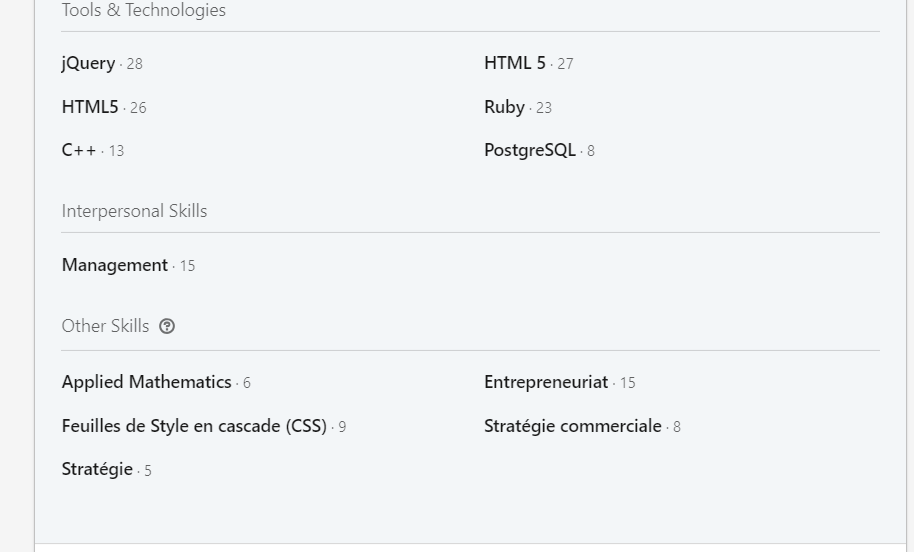 Tools & Technologies
jQuery · 28
HTML 5 · 27
HTML5 · 26
Ruby · 23
C++ · 13
PostgreSQL · 8
Interpersonal Skills
Management · 15
Other Skills ?
Applied Mathematics · 6
Entrepreneuriat · 15
Feuilles de Style en cascade (CSS) · 9
Stratégie commerciale · 8
Stratégie · 5